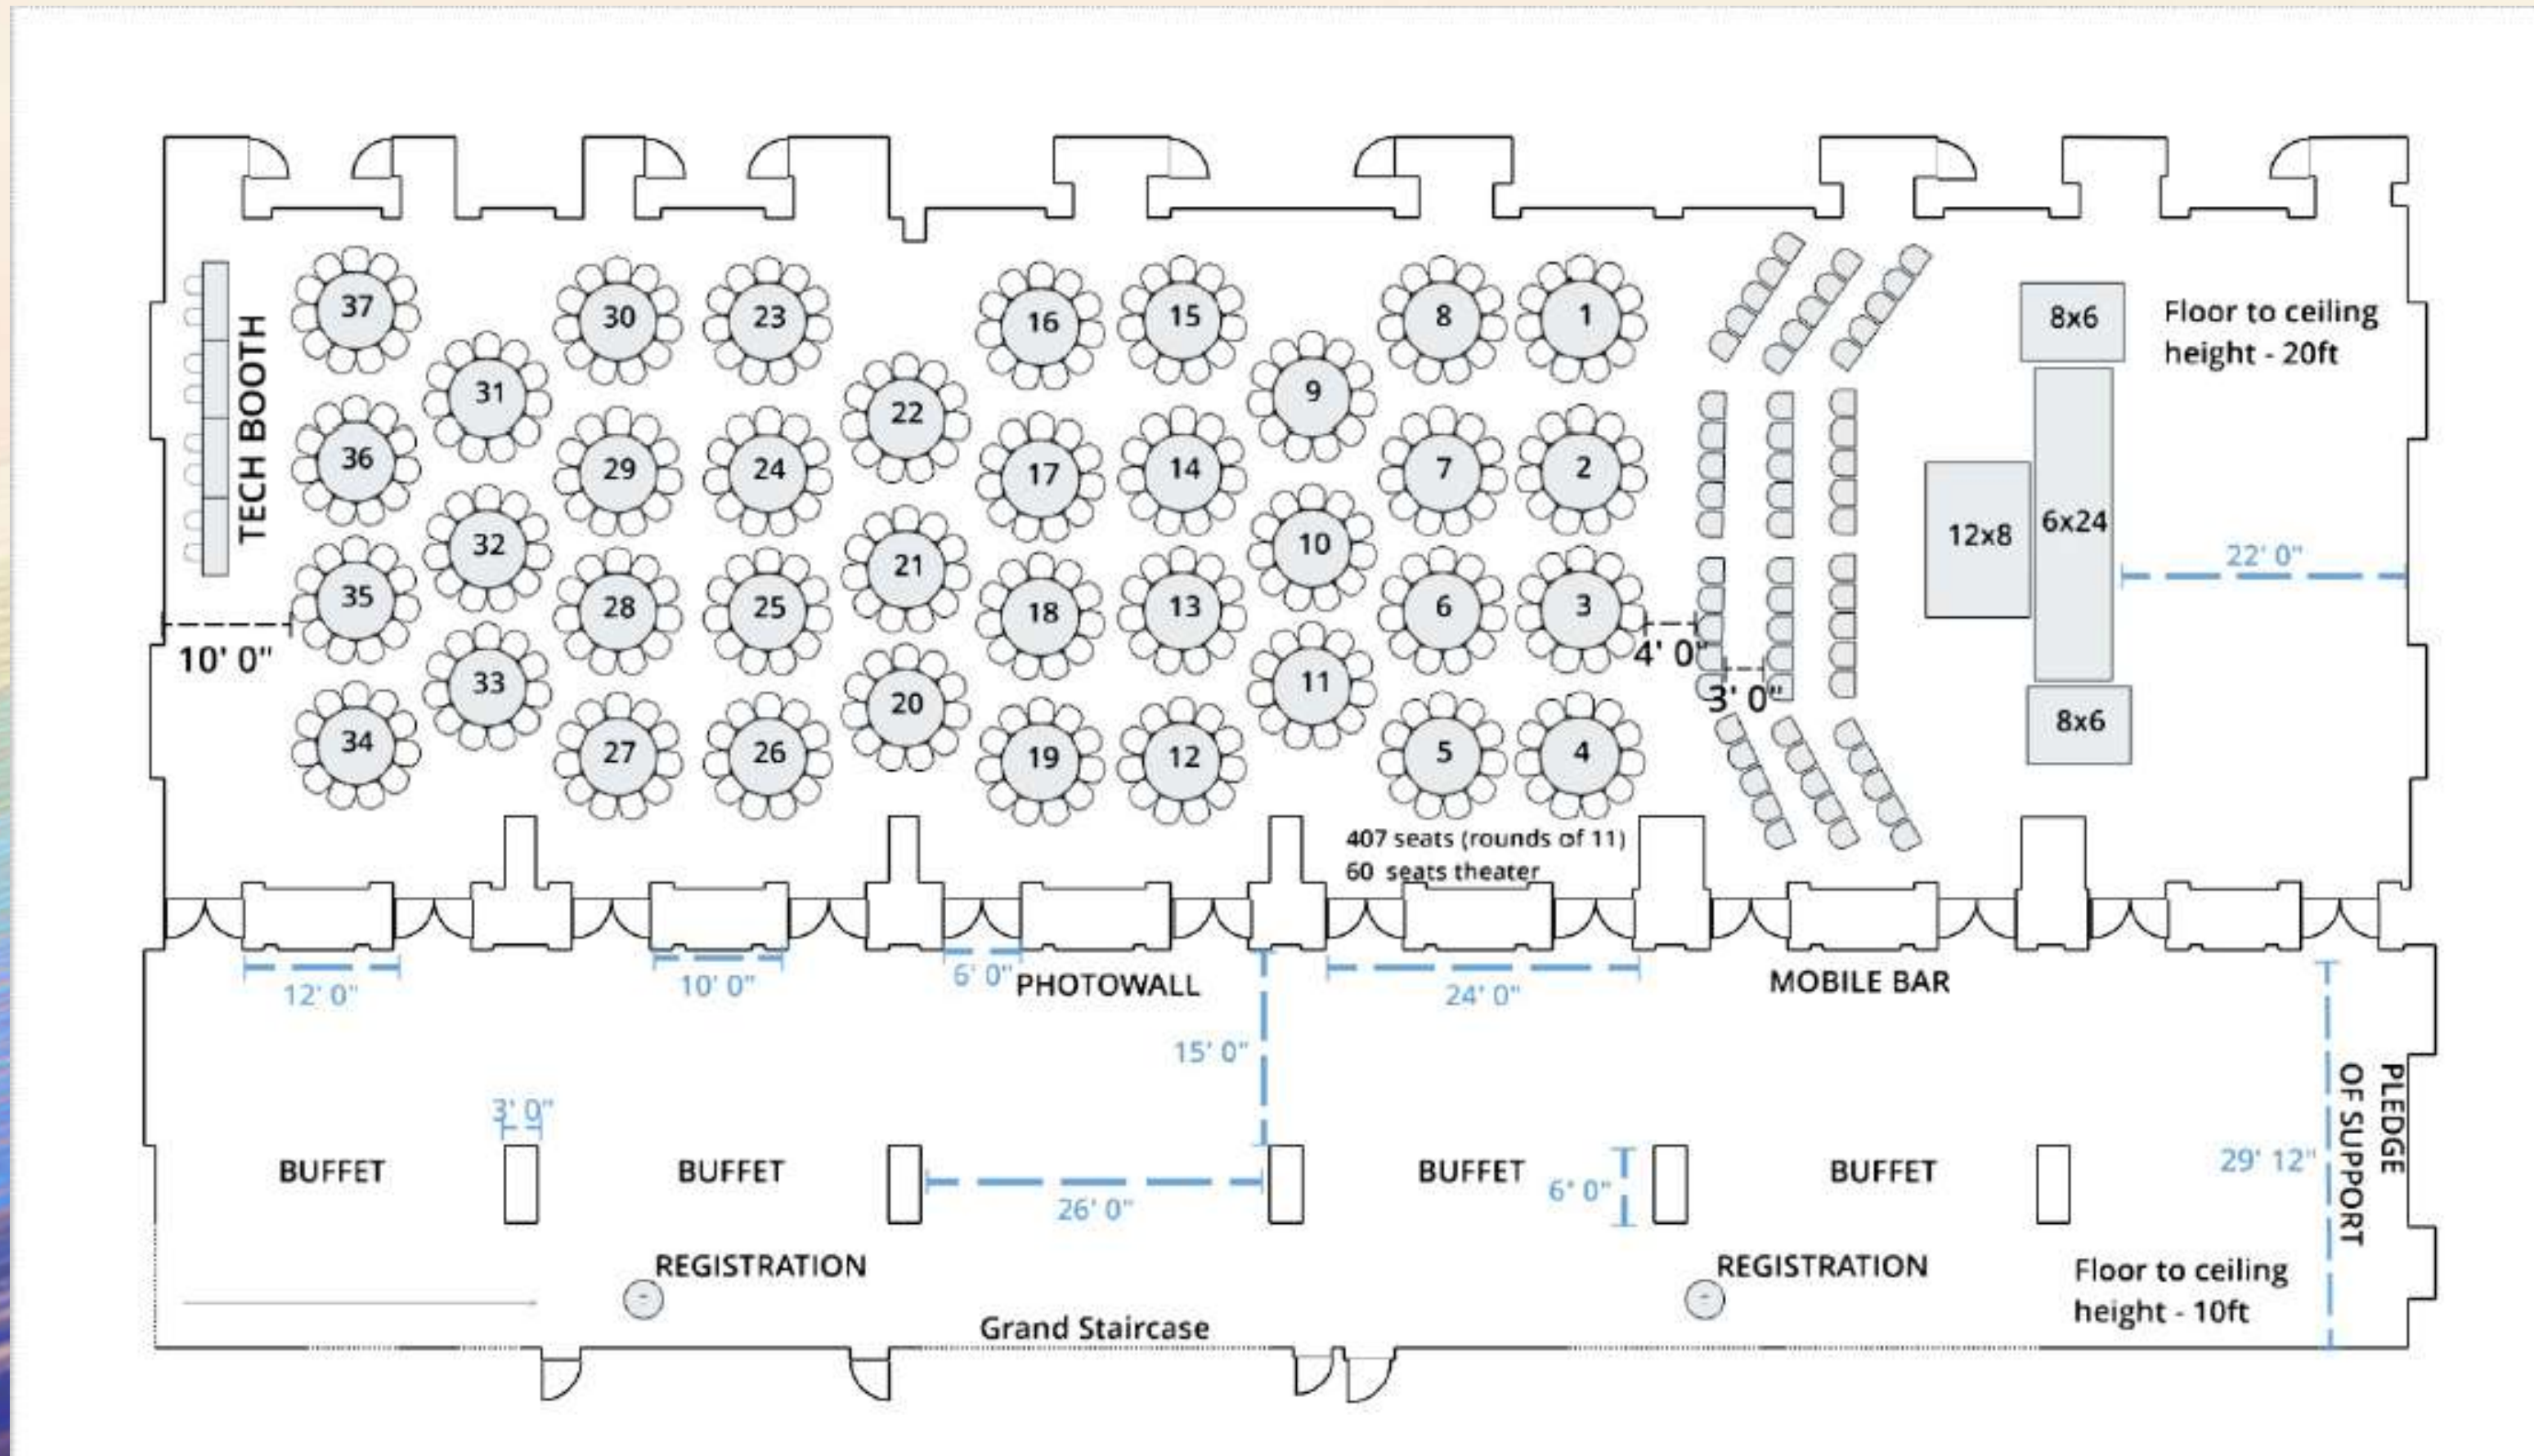 37
30
23
16
15
8
1
8x6
Floor to ceiling
height - 20ft
TECH BOOTH
31
22
9
36
29
24
17
14
7
2
32
21
10
12x8
6x24
22' 0"
35
28
25
18
13
6
3
10' 0"
4' 0"
33
20
11
3' 0"
8x6
34
27
26
19
12
5
4
407 seats (rounds of 11)
60 seats theater
12' 0"
10' 0"
6' 0"
PHOTOWALL
24' 0"
MOBILE BAR
15' 0"
3' 0"
PLEDGE
OF SUPPORT
BUFFET
BUFFET
26' 0"
BUFFET
6' 0"
BUFFET
29' 12"
REGISTRATION
REGISTRATION
Floor to ceiling
height - 10ft
Grand Staircase